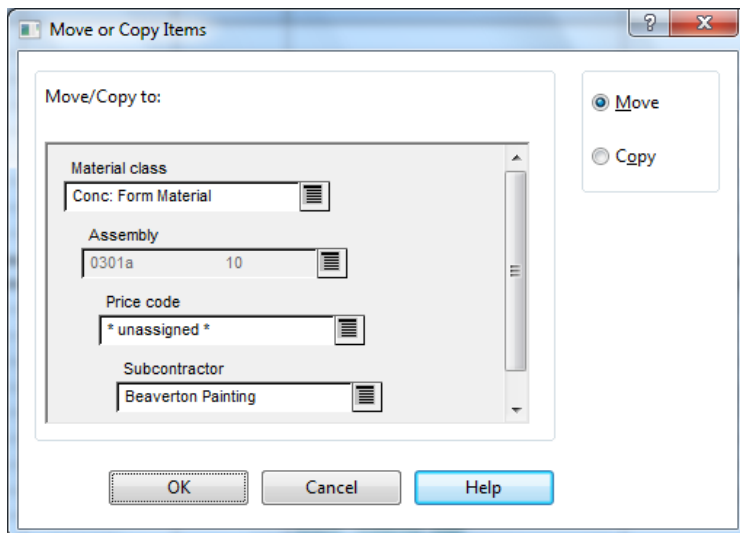 Move or Copy Items
Move/Copy to:
Material class
Conc: Form Material
Assembly
0301a 10
Price code
* unassigned *
Subcontractor
Beaverton Painting
Move
Copy
OK Cancel Help